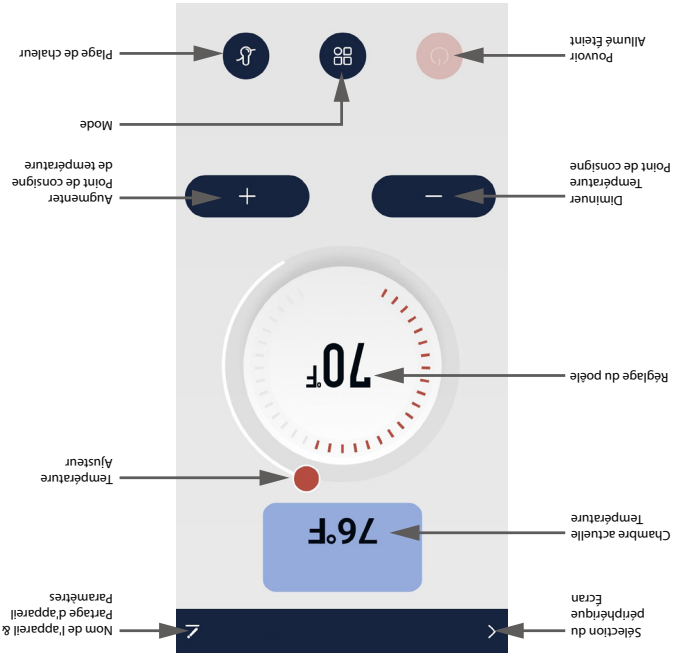 Sélection du
périphérique
Écran
Nom de l'appareil &
Partage d'appareil
Paramètres
Chambre actuelle
Température
76°F
Température
Ajusteur
Réglage du poêle
70°F
Diminuer
Température
Point de consigne
−
+
Augmenter
Point de consigne
de température
Mode
Pouvoir
Allumé Éteint
Plage de chaleur